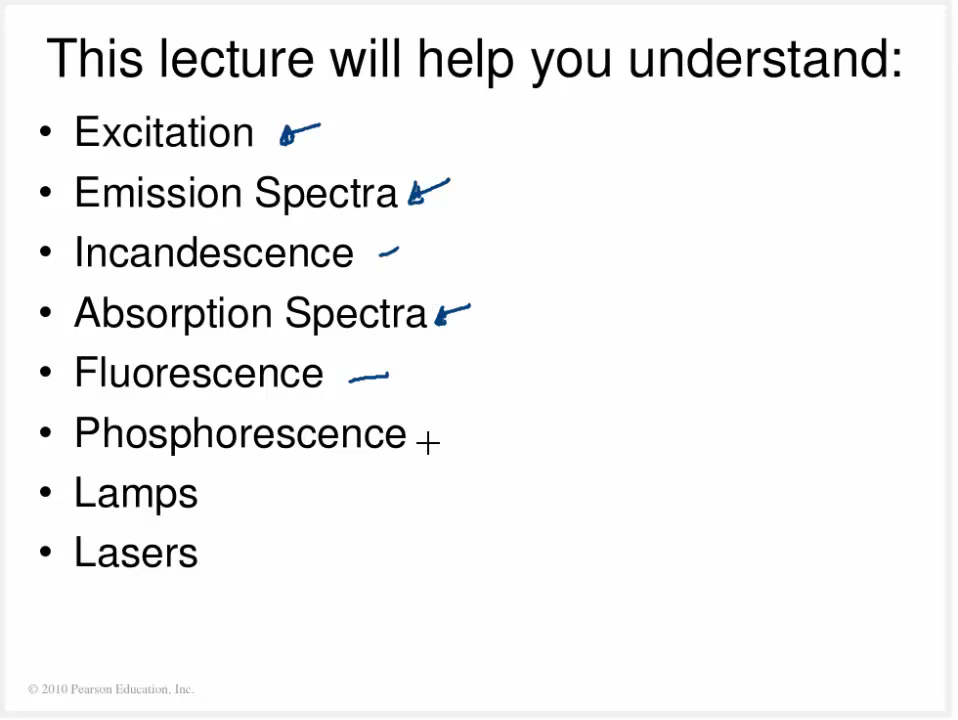 This lecture will help you understand:
• Excitation
• Emission Spectra
• Incandescence
• Absorption Spectra
• Fluorescence
• Phosphorescence
• Lamps
• Lasers
© 2010 Pearson Education, Inc.